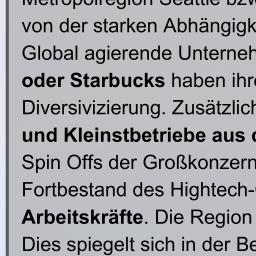 Metropolregion Seattle bzw
von der starken Abhängigk
Global agierende Unterneh
oder Starbucks haben ihr
Diversivizierung. Zusätzlich
und Kleinstbetriebe aus d
Spin Offs der Großkonzern
Fortbestand des Hightech-
Arbeitskräfte. Die Region
Dies spiegelt sich in der Be